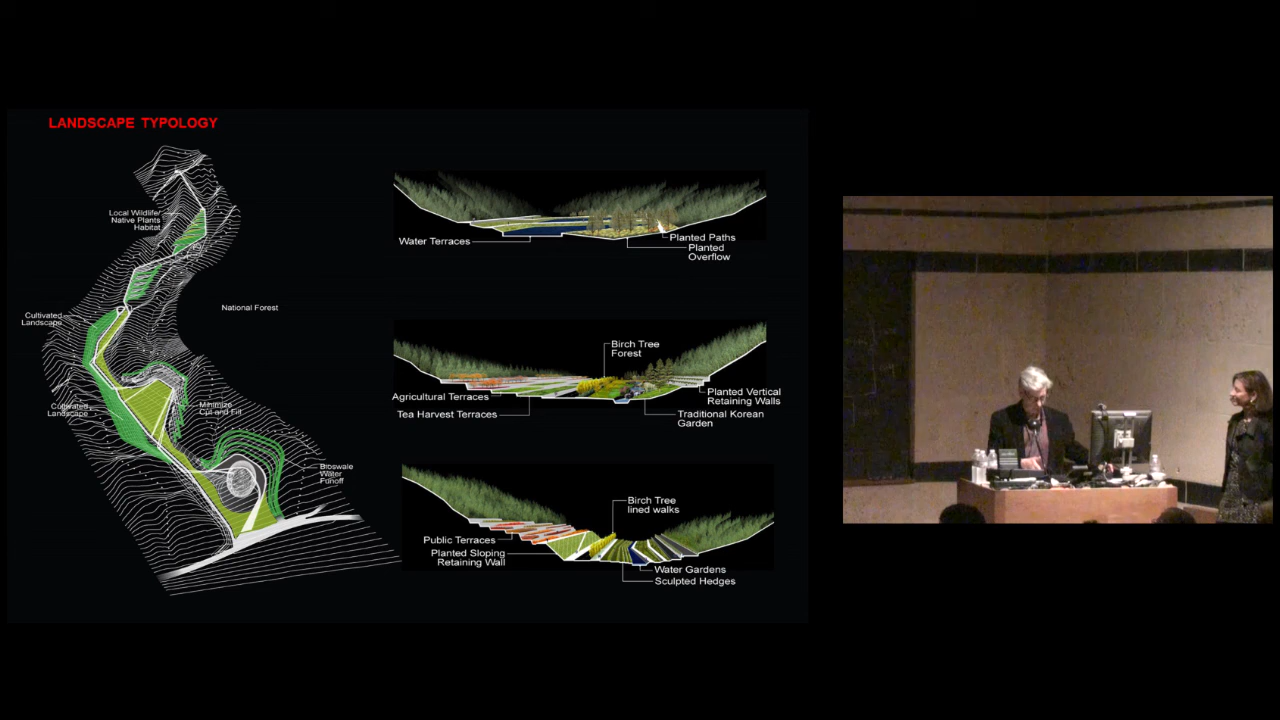 LANDSCAPE TYPOLOGY
Local Wildlife/
Native Plants
Habitat
National Forest
Cultivated
Landscape
Cultivated
Landscape
Minimize
Cut and Fill
Bioswale
Water
Runoff
Water Terraces
Planted Paths
Planted
Overflow
Birch Tree
Forest
Agricultural Terraces
Tea Harvest Terraces
Planted Vertical
Retaining Walls
Traditional Korean
Garden
Birch Tree
lined walks
Public Terraces
Planted Sloping
Retaining Wall
Water Gardens
Sculpted Hedges